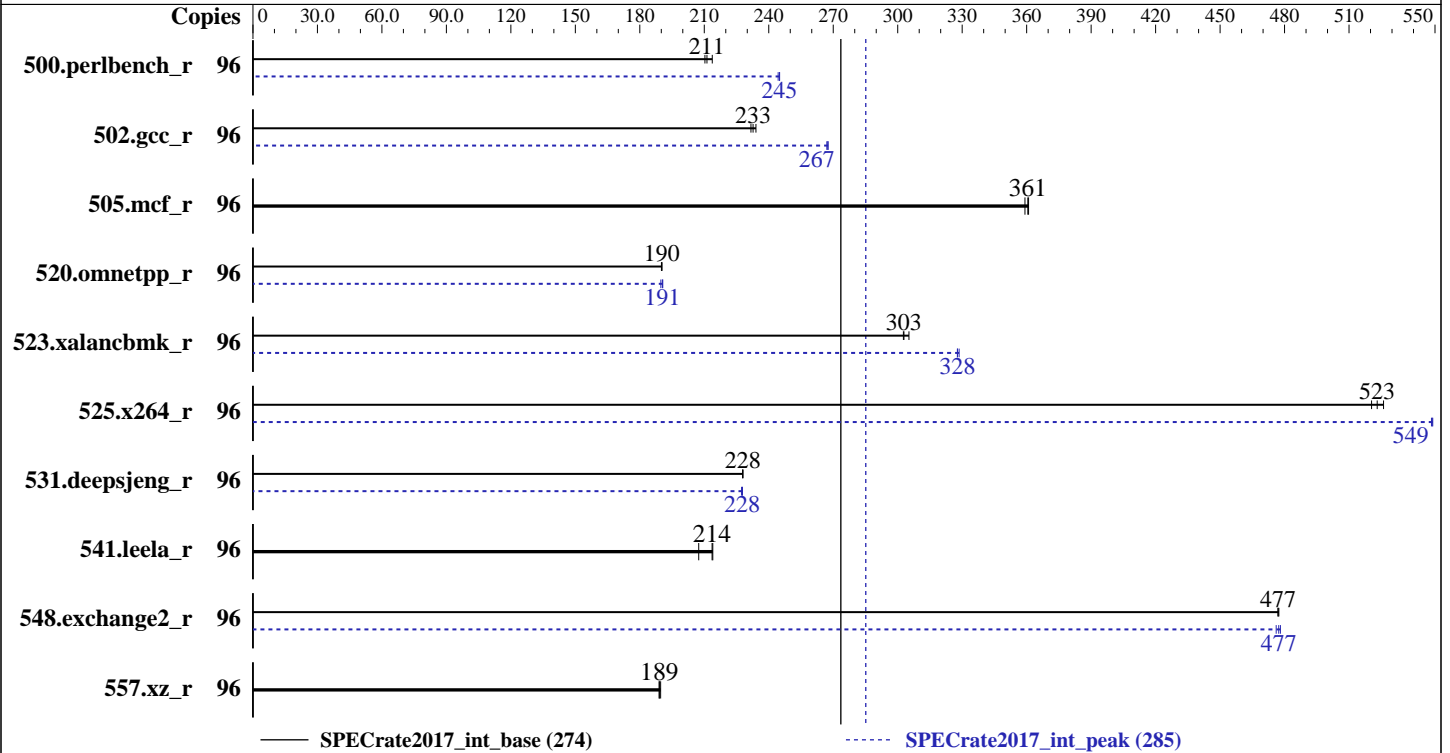 Copies 0 30.0 60.0 90.0 120 150 180 210 240 270 300 330 360 390 420 450 480 510 550
500.perlbench_r 96 211
245
502.gcc_r 96 233
267
505.mcf_r 96 361
520.omnetpp_r 96 190
191
523.xalancbmk_r 96 303
328
525.x264_r 96 523
549
531.deepsjeng_r 96 228
228
541.leela_r 96 214
548.exchange2_r 96 477
477
557.xz_r 96 189
SPECrate2017_int_base (274) SPECrate2017_int_peak (285)